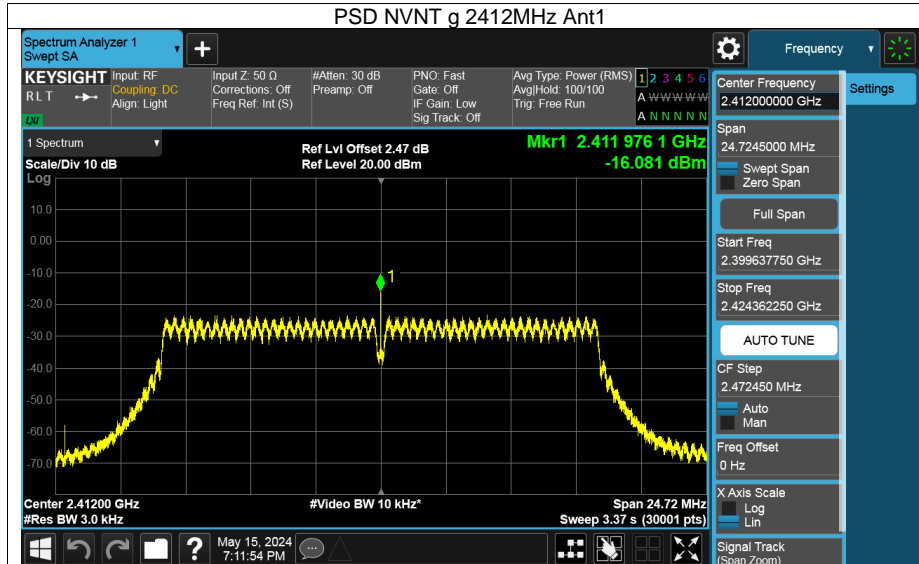 PSD NVNT g 2412MHz Ant1
Spectrum Analyzer 1
Swept SA
Frequency
KEYSIGHT
RLT
LXI
Input: RF
Coupling: DC
Align: Light
Input Z: 50 Ω
Corrections: Off
Freq Ref: Int (S)
#Atten: 30 dB
Preamp: Off
PNO: Fast
Gate: Off
IF Gain: Low
Sig Track: Off
Avg Type: Power (RMS)
Avg|Hold: 100/100
Trig: Free Run
1 2 3 4 5 6
A W W W W W
A N N N N N
1 Spectrum
Scale/Div 10 dB
Log
Ref Lvl Offset 2.47 dB
Ref Level 20.00 dBm
Mkr1 2.411 976 1 GHz
-16.081 dBm
10.0
0.00
-10.0
-20.0
-30.0
-40.0
-50.0
-60.0
-70.0
1
Center 2.41200 GHz
#Res BW 3.0 kHz
#Video BW 10 kHz*
Span 24.72 MHz
Sweep 3.37 s (30001 pts)
May 15, 2024
7:11:54 PM
Center Frequency
2.412000000 GHz
Span
24.7245000 MHz
Swept Span
Zero Span
Full Span
Start Freq
2.399637750 GHz
Stop Freq
2.424362250 GHz
AUTO TUNE
CF Step
2.472450 MHz
Auto
Man
Freq Offset
0 Hz
X Axis Scale
Log
Lin
Signal Track
(Span Zoom)
Settings